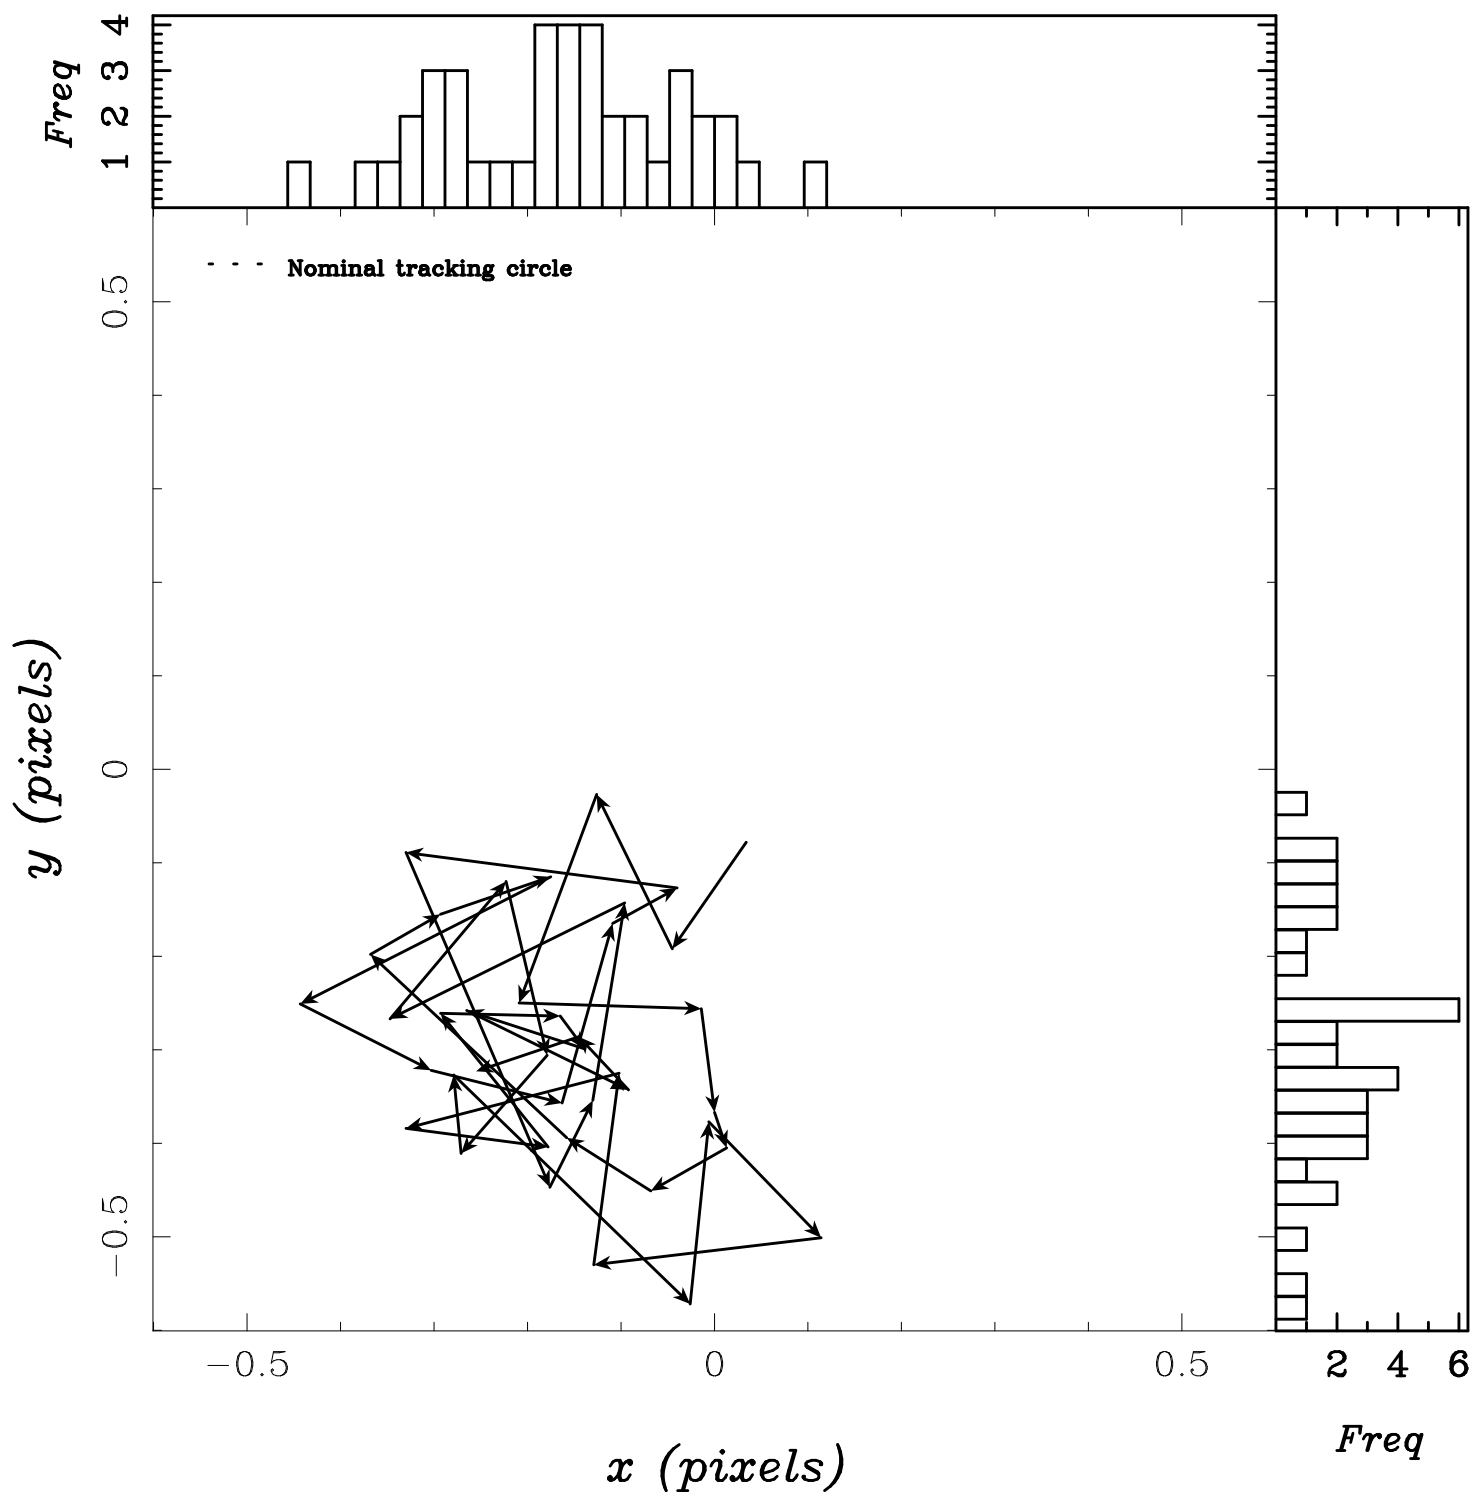 Freq
4
3
2
1
- - - Nominal tracking circle
0.5
0
−0.5
y (pixels)
−0.5 0 0.5
2 4 6
x (pixels)
Freq